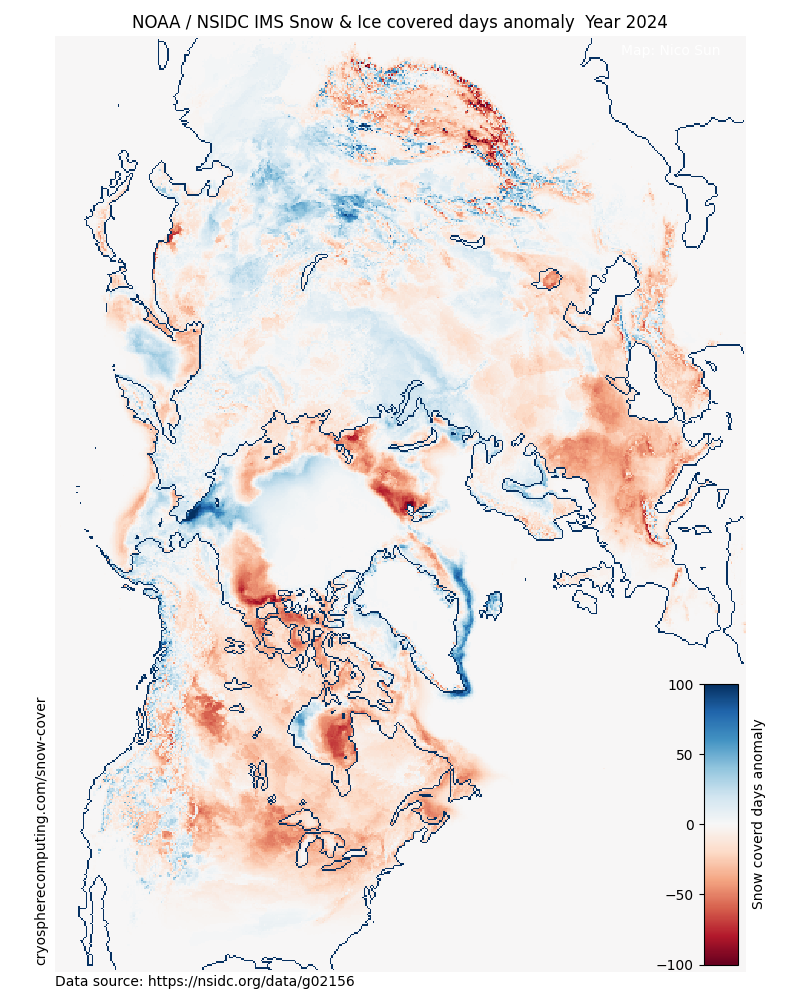 NOAA / NSIDC IMS Snow & Ice covered days anomaly  Year 2024
Map: Nico Sun
cryospherecomputing.com/snow-cover
100
50
0
−50
−100
Snow coverd days anomaly
Data source: https://nsidc.org/data/g02156